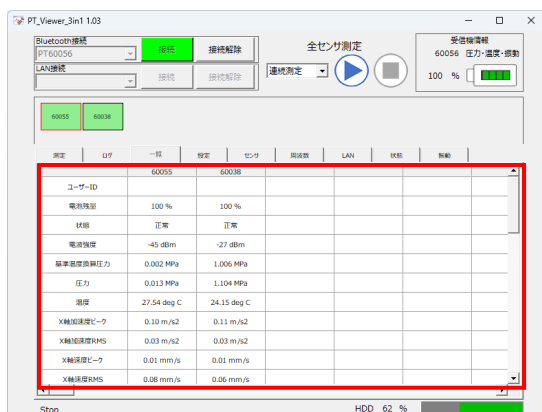 PT_Viewer_3in1 1.03
Bluetooth接続
PT60056
接続
接続解除
LAN接続
接続
接続解除
全センサ測定
連続測定
受信機情報
60056 圧力・温度・振動
100 %
60055
60038
測定 ログ 一覧 設定 センサ 周波数 LAN 状態 振動
60055 60038
ユーザーID
電池残量 100 % 100 %
状態 正常 正常
電波強度 -45 dBm -27 dBm
基準温度換算圧力 0.002 MPa 1.006 MPa
圧力 0.013 MPa 1.104 MPa
温度 27.54 deg C 24.15 deg C
X軸加速度ピーク 0.10 m/s2 0.11 m/s2
X軸加速度RMS 0.03 m/s2 0.03 m/s2
X軸速度ピーク 0.01 mm/s 0.01 mm/s
X軸速度RMS 0.08 mm/s 0.06 mm/s
Stop HDD 62 %